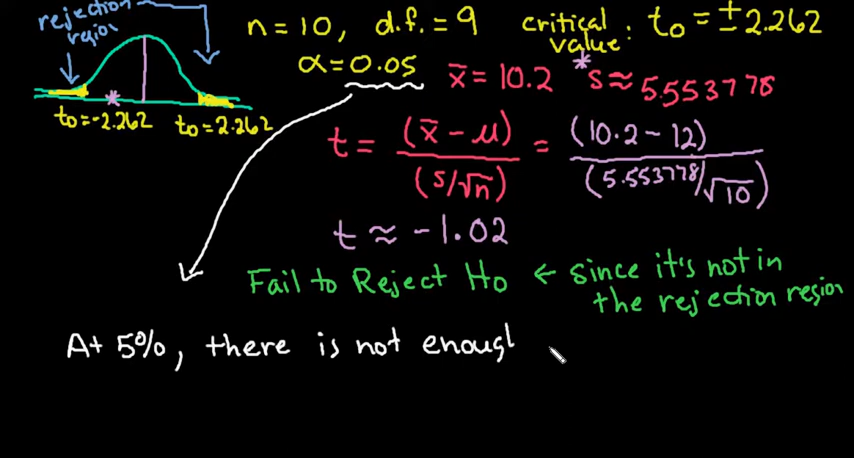 rejection region
n = 10, d.f. = 9
critical value: t₀ = ±2.262
α = 0.05
x̄ = 10.2
* s ≈ 5.553778
*
t₀ = -2.262
t₀ = 2.262
t = (x̄ - μ) / (s/√n) = (10.2 - 12) / (5.553778/√10)
t ≈ -1.02
Fail to Reject H₀ ← since it's not in
the rejection region
At 5%, there is not enough